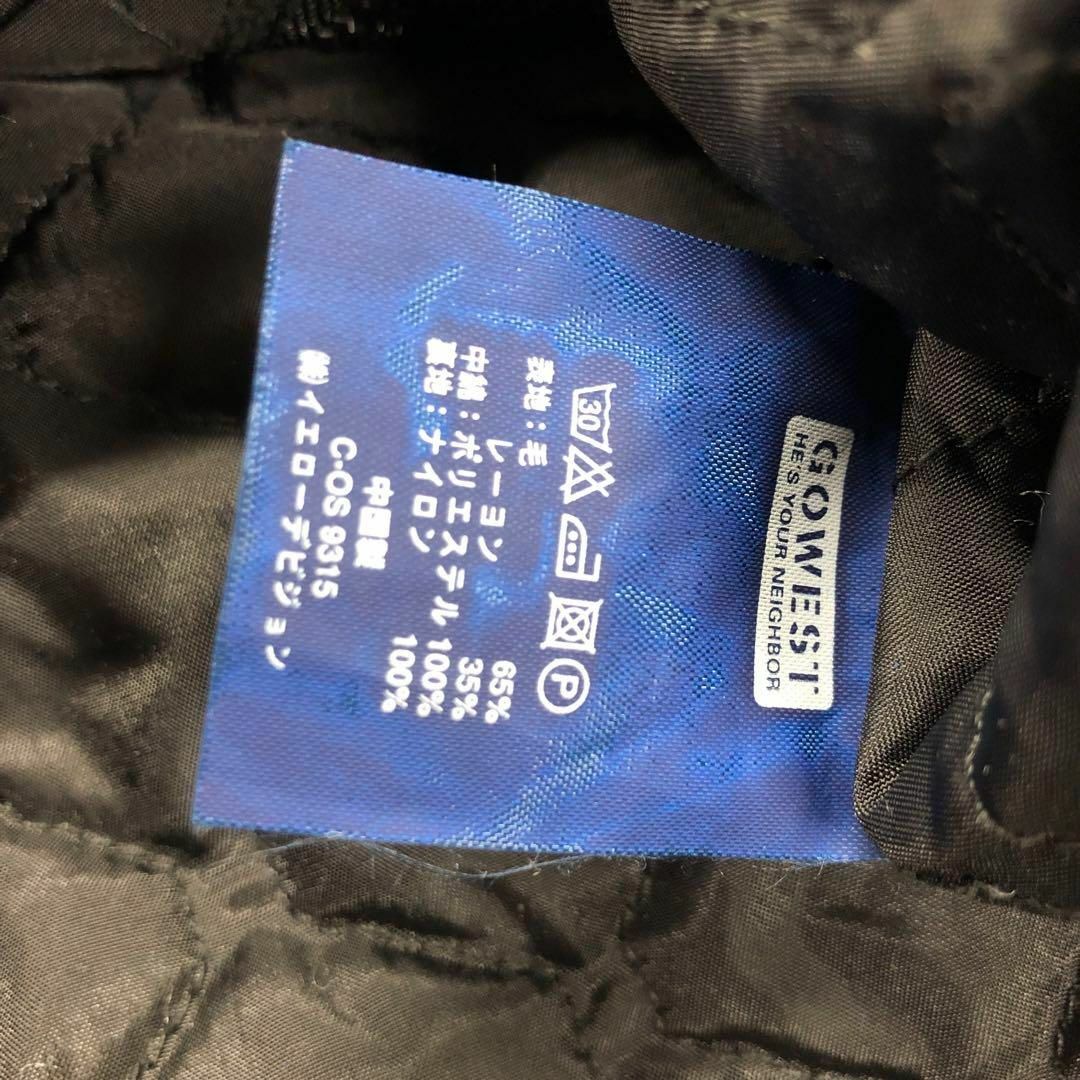 GOWEST
HE'S YOUR NEIGHBOR
30
P
表地：毛 65%
レーヨン 35%
中綿：ポリエステル 100%
裏地：ナイロン 100%
中国製
C-OS 9315
㈱イエローデビジョン